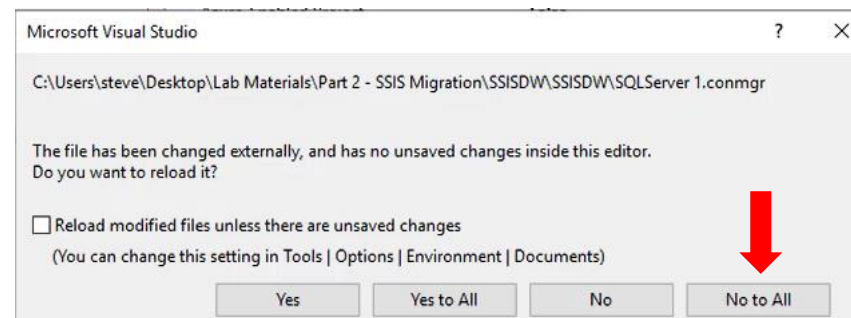 Microsoft Visual Studio ? ×
C:\Users\steve\Desktop\Lab Materials\Part 2 - SSIS Migration\SSISDW\SSISDW\SQLServer 1.conmgr
The file has been changed externally, and has no unsaved changes inside this editor.
Do you want to reload it?
Reload modified files unless there are unsaved changes
(You can change this setting in Tools | Options | Environment | Documents)
Yes Yes to All No No to All